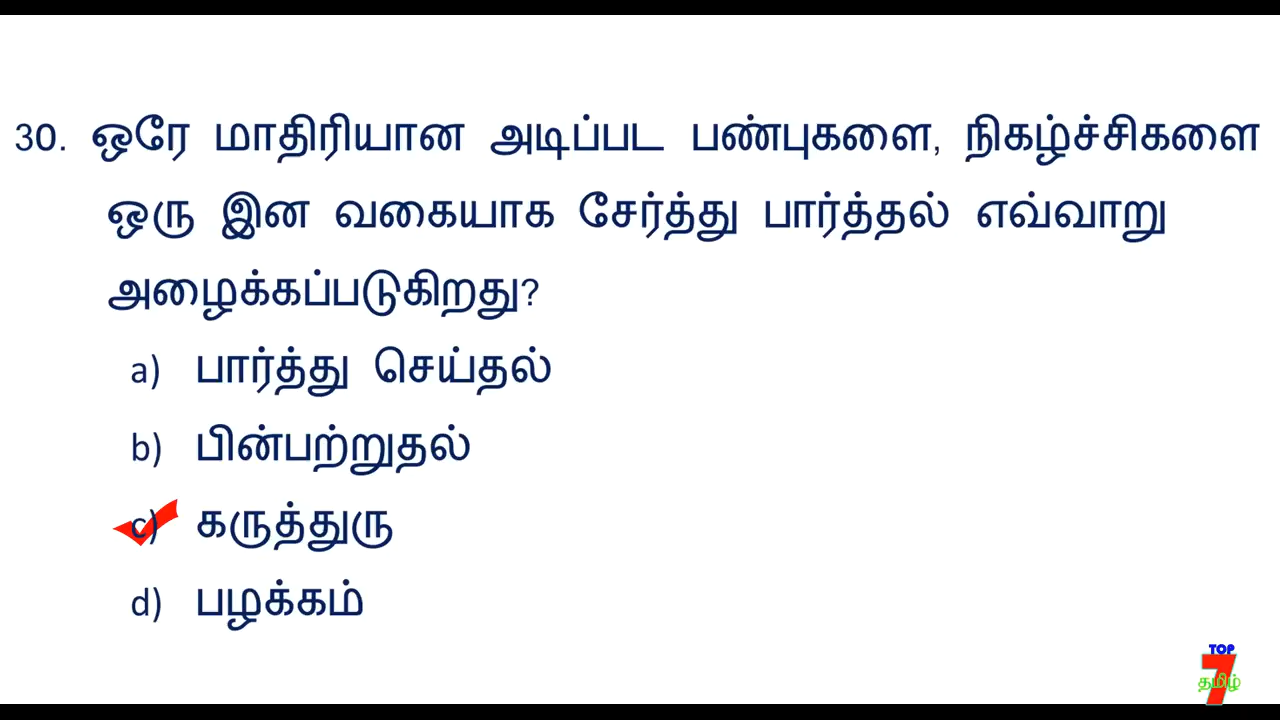 30. ஒரே மாதிரியான அடிப்பட பண்புகளை, நிகழ்ச்சிகளை
ஒரு இன வகையாக சேர்த்து பார்த்தல் எவ்வாறு
அழைக்கப்படுகிறது?
a) பார்த்து செய்தல்
b) பின்பற்றுதல்
c) கருத்துரு
d) பழக்கம்
TOP
7
தமிழ்